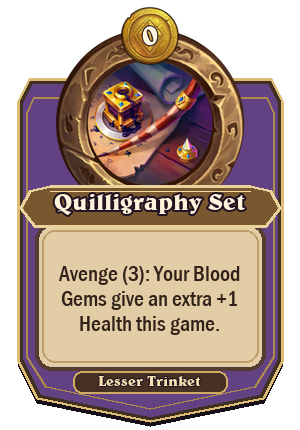 0
Quilligraphy Set
Avenge (3): Your Blood
Gems give an extra +1
Health this game.
Lesser Trinket